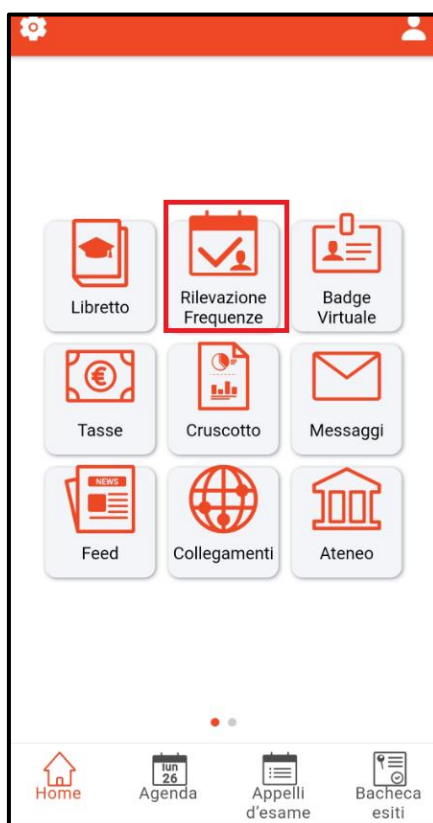 Libretto
Rilevazione
Frequenze
Badge
Virtuale
€
Tasse
Cruscotto
Messaggi
NEWS
Feed
Collegamenti
Ateneo
Home
lun
26
Agenda
Appelli
d'esame
Bacheca
esiti